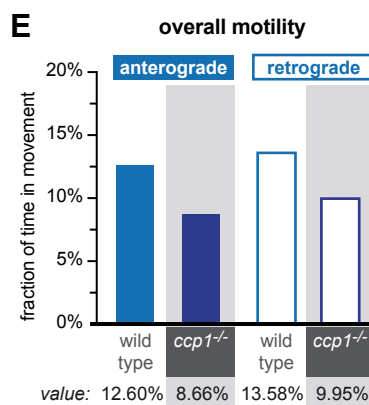 E
overall motility
anterograde retrograde
fraction of time in movement
20%
15%
10%
5%
0%
wild type ccp1-/- wild type ccp1-/-
value: 12.60% 8.66% 13.58% 9.95%